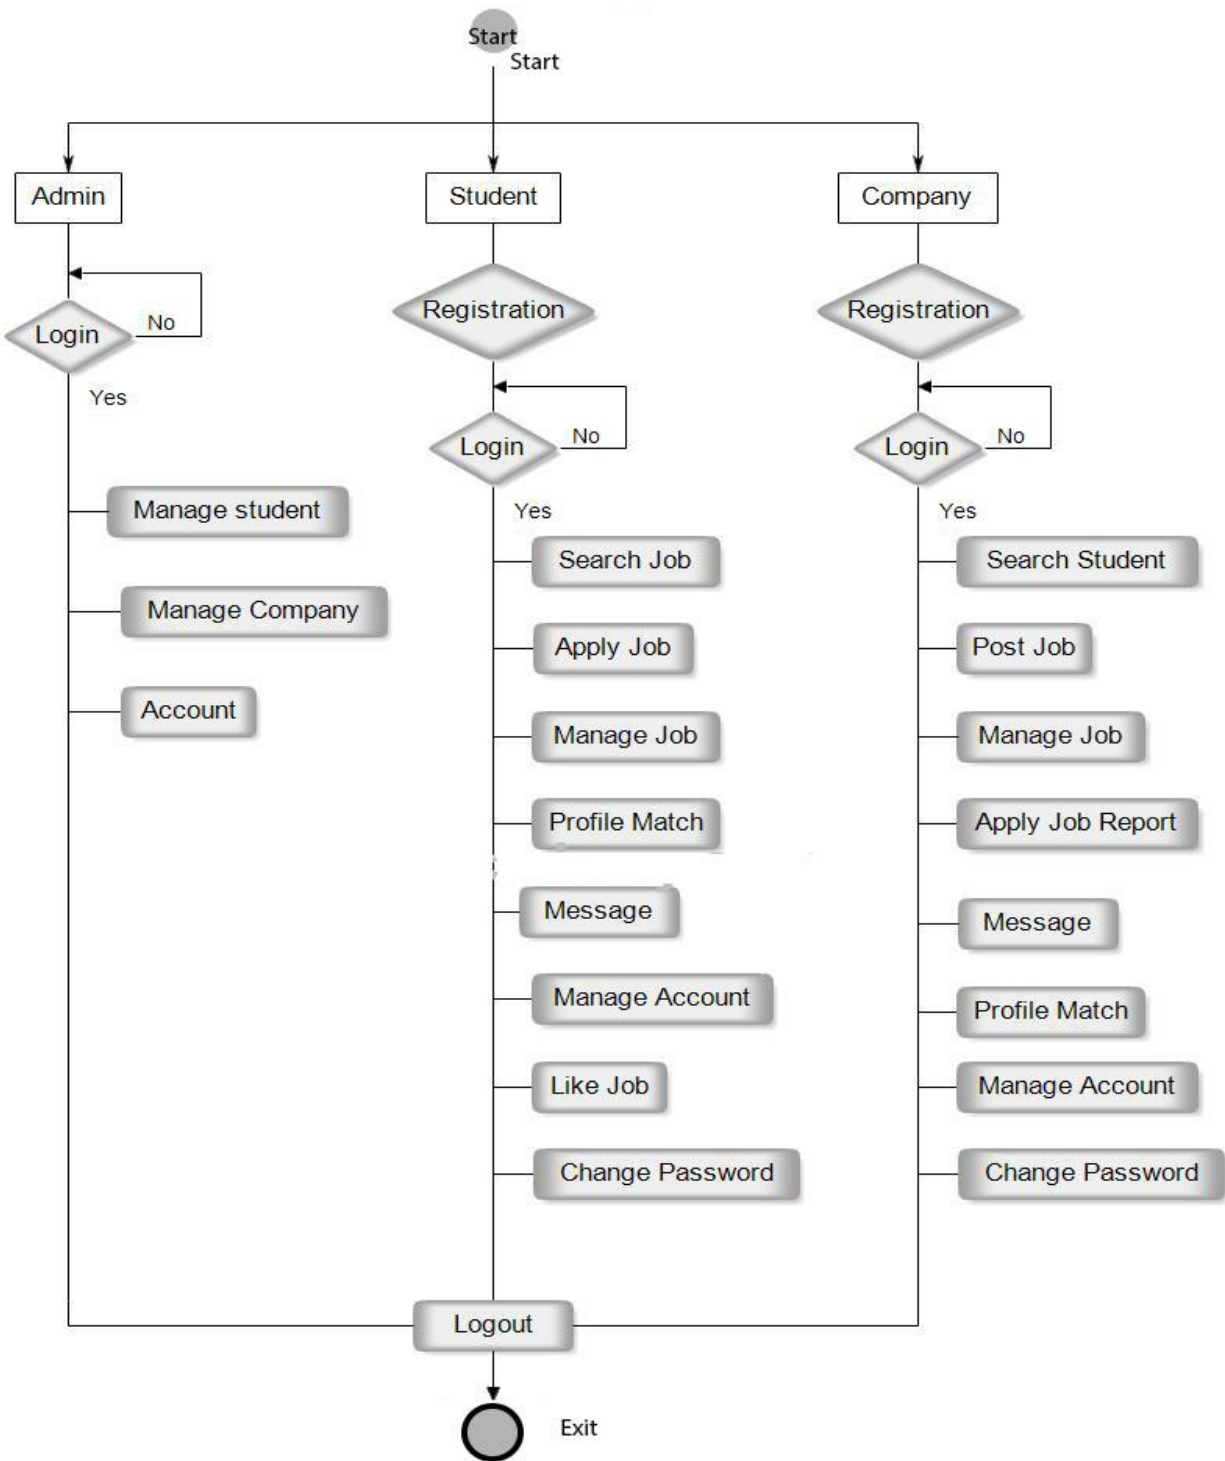 Start
Start
Admin
Student
Company
Registration
Registration
Login
No
Yes
Login
No
Login
No
Manage student
Yes
Yes
Search Job
Search Student
Manage Company
Apply Job
Post Job
Account
Manage Job
Manage Job
Profile Match
Apply Job Report
Message
Message
Manage Account
Profile Match
Like Job
Manage Account
Change Password
Change Password
Logout
Exit